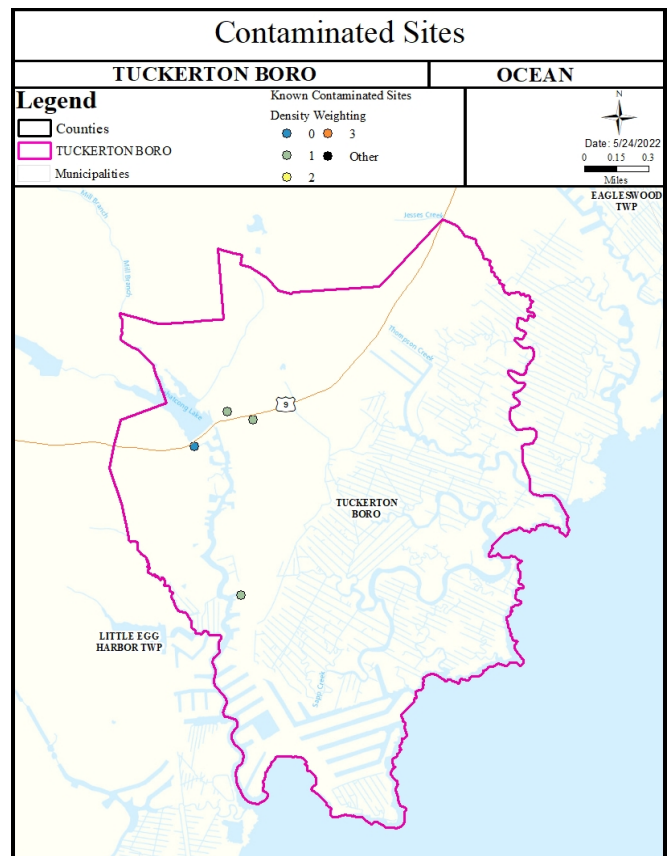 Contaminated Sites
TUCKERTON BORO
OCEAN
Legend
Counties
TUCKERTON BORO
Municipalities
Known Contaminated Sites
Density Weighting
0
3
1
Other
2
N
Date: 5/24/2022
0 0.15 0.3
Miles
EAGLESWOOD
TWP
Mill Branch
Jesses Creek
Mill Branch
Thompson Creek
9
TUCKERTON
BORO
LITTLE EGG
HARBOR TWP
Sapp Creek